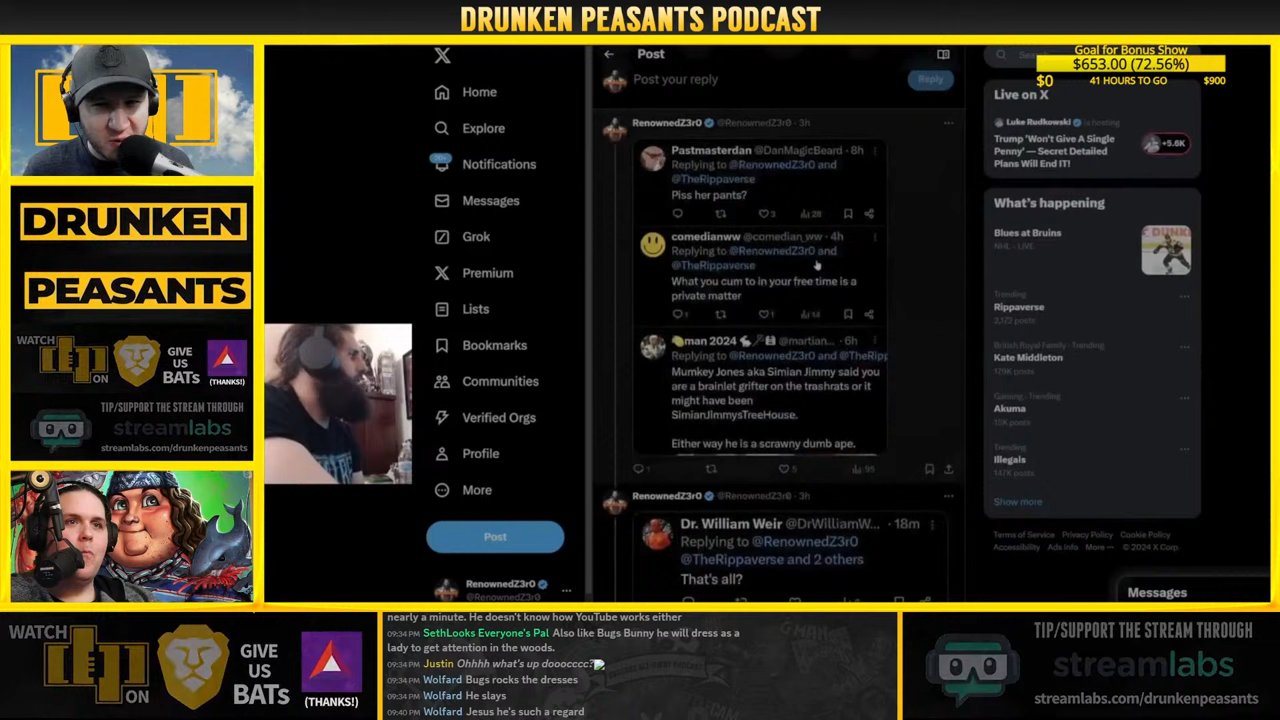 DRUNKEN PEASANTS PODCAST
DRUNKEN
PEASANTS
WATCH
ON
GIVE
US
BATs
(THANKS!)
TIP/SUPPORT THE STREAM THROUGH
streamlabs
streamlabs.com/drunkenpeasants
Home
Explore
20+
Notifications
Messages
Grok
Premium
Lists
Bookmarks
Communities
Verified Orgs
Profile
More
Post
RenownedZ3r0
@RenownedZ3r0
Post
Post your reply
Reply
RenownedZ3r0 @RenownedZ3r0 · 3h
Pastmasterdan @DanMagicBeard · 8h
Replying to @RenownedZ3r0 and
@TheRippaverse
Piss her pants?
3
28
comedianww @comedian_ww · 4h
Replying to @RenownedZ3r0 and
@TheRippaverse
What you cum to in your free time is a
private matter
1
1
14
man 2024 @martian... · 6h
Replying to @RenownedZ3r0 and @TheRipp
Mumkey Jones aka Simian Jimmy said you
are a brainlet grifter on the trashrats or it
might have been
SimianJimmysTreeHouse.
Either way he is a scrawny dumb ape.
1
5
95
RenownedZ3r0 @RenownedZ3r0 · 3h
Dr. William Weir @DrWilliamW... · 18m
Replying to @RenownedZ3r0
@TheRippaverse and 2 others
That's all?
Goal for Bonus Show
$653.00 (72.56%)
$0
41 HOURS TO GO
$900
Live on X
Luke Rudkowski is hosting
Trump 'Won't Give A Single
Penny' — Secret Detailed
Plans Will END IT!
+5.6K
What's happening
Blues at Bruins
NHL · LIVE
Trending
Rippaverse
2,172 posts
British Royal Family · Trending
Kate Middleton
179K posts
Gaming · Trending
Akuma
Trending
Illegals
147K posts
Show more
Terms of Service Privacy Policy Cookie Policy
Accessibility Ads info More ··· © 2024 X Corp.
Messages
WATCH
ON
GIVE
US
BATs
(THANKS!)
nearly a minute. He doesn't know how YouTube works either
09:34 PM SethLooks Everyone's Pal Also like Bugs Bunny he will dress as a
lady to get attention in the woods.
09:34 PM Justin Ohhhh what's up dooocccc?
09:34 PM Wolfard Bugs rocks the dresses
09:34 PM Wolfard He slays
09:40 PM Wolfard Jesus he's such a regard
TIP/SUPPORT THE STREAM THROUGH
streamlabs
streamlabs.com/drunkenpeasants